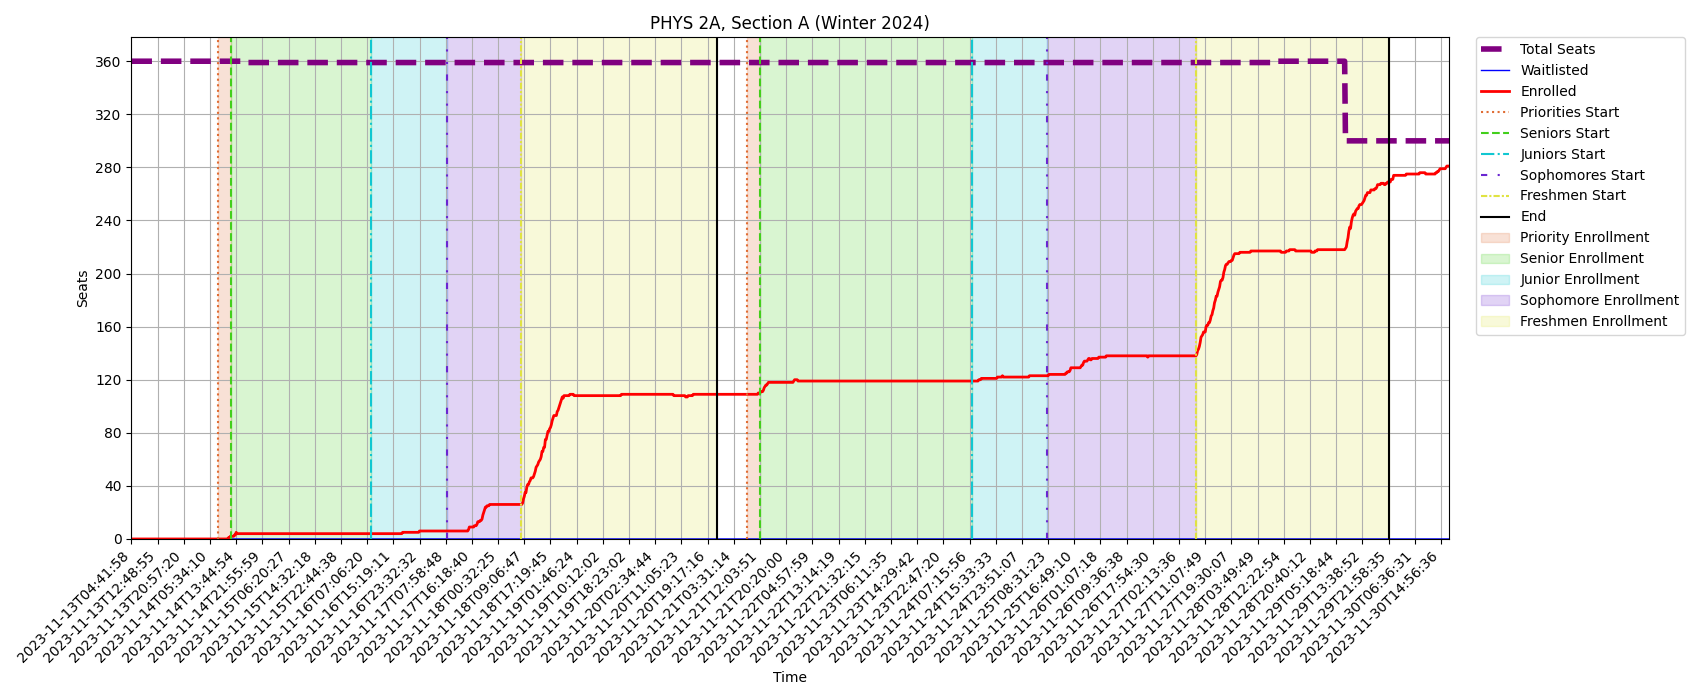 PHYS 2A, Section A (Winter 2024)
Total Seats
Waitlisted
Enrolled
Priorities Start
Seniors Start
Juniors Start
Sophomores Start
Freshmen Start
End
Priority Enrollment
Senior Enrollment
Junior Enrollment
Sophomore Enrollment
Freshmen Enrollment
Seats
360
320
280
240
200
160
120
80
40
0
2023-11-13T04:41:58
2023-11-13T12:48:55
2023-11-13T20:57:20
2023-11-14T05:34:10
2023-11-14T13:44:54
2023-11-14T21:55:59
2023-11-15T06:20:27
2023-11-15T14:32:18
2023-11-15T22:44:38
2023-11-16T07:06:20
2023-11-16T15:19:11
2023-11-16T23:32:32
2023-11-17T07:58:48
2023-11-17T16:18:40
2023-11-18T00:32:25
2023-11-18T09:06:47
2023-11-18T17:19:45
2023-11-19T01:46:24
2023-11-19T10:12:02
2023-11-19T18:23:02
2023-11-20T02:34:44
2023-11-20T11:05:23
2023-11-20T19:17:10
2023-11-21T03:31:14
2023-11-21T12:03:51
2023-11-21T20:20:00
2023-11-22T04:57:59
2023-11-22T13:14:19
2023-11-22T21:32:15
2023-11-23T06:11:35
2023-11-23T14:29:42
2023-11-23T22:47:20
2023-11-24T07:15:56
2023-11-24T15:33:33
2023-11-24T23:51:07
2023-11-25T08:31:23
2023-11-25T16:49:10
2023-11-26T01:07:18
2023-11-26T09:36:38
2023-11-26T17:54:30
2023-11-27T02:13:36
2023-11-27T11:07:49
2023-11-27T19:30:07
2023-11-28T03:49:49
2023-11-28T12:22:54
2023-11-28T20:40:12
2023-11-29T05:18:44
2023-11-29T13:38:52
2023-11-29T21:58:35
2023-11-30T06:36:31
2023-11-30T14:56:36
Time